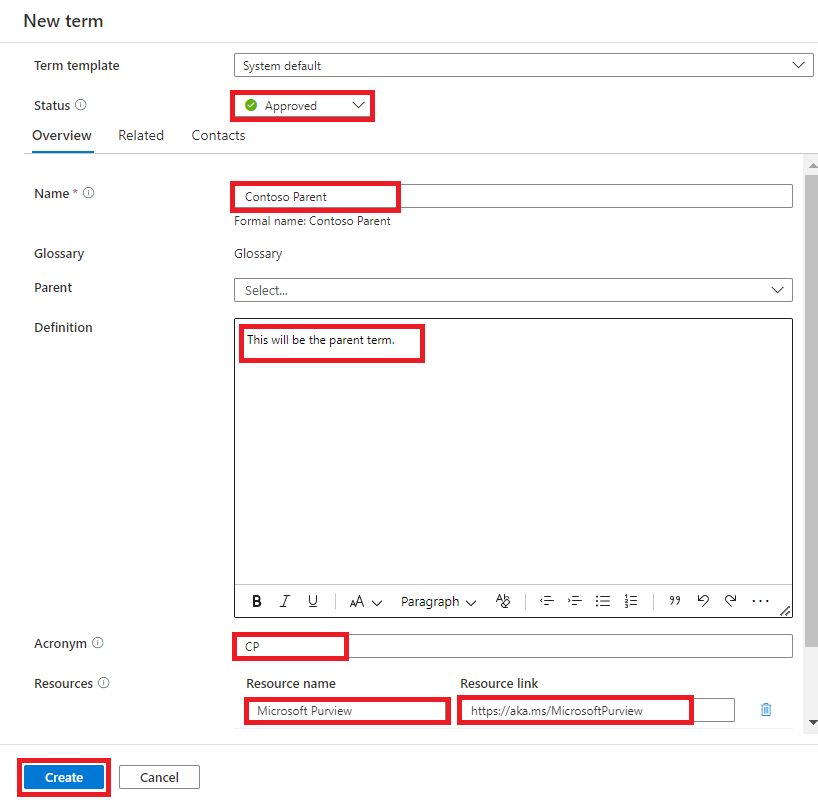 New term
Term template System default
Status Approved
Overview Related Contacts
Name * Contoso Parent
Formal name: Contoso Parent
Glossary Glossary
Parent Select...
Definition
This will be the parent term.
B I U AA Paragraph
Acronym CP
Resources Resource name Resource link
Microsoft Purview https://aka.ms/MicrosoftPurview
Create Cancel